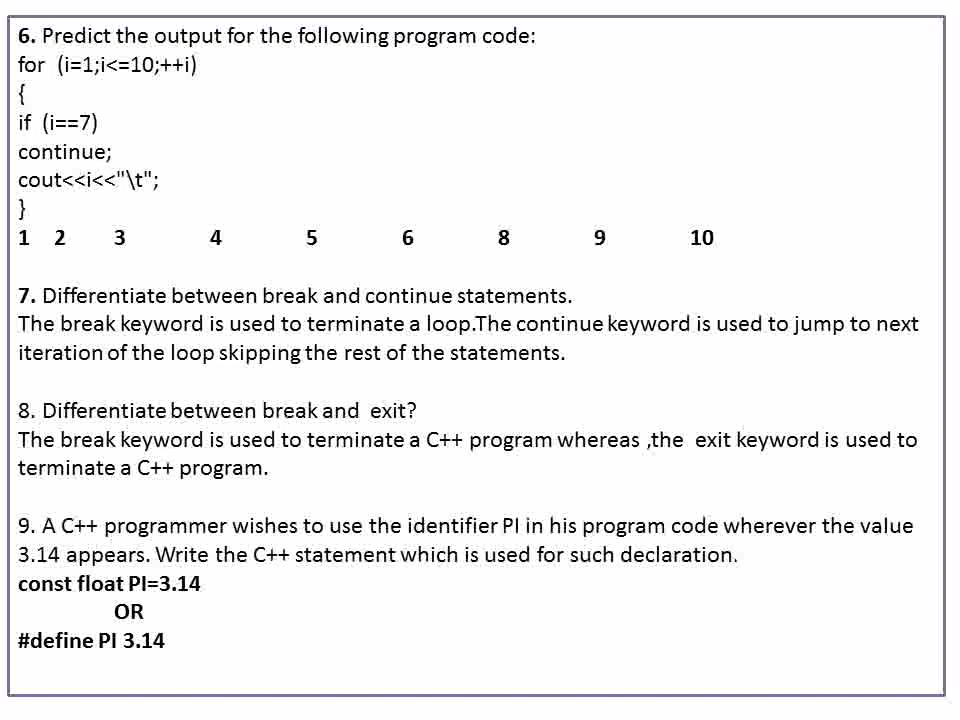 6. Predict the output for the following program code:
for (i=1;i<=10;++i)
{
if (i==7)
continue;
cout<<i<<"\t";
}
1 2 3 4 5 6 8 9 10
7. Differentiate between break and continue statements.
The break keyword is used to terminate a loop.The continue keyword is used to jump to next
iteration of the loop skipping the rest of the statements.
8. Differentiate between break and exit?
The break keyword is used to terminate a C++ program whereas ,the exit keyword is used to
terminate a C++ program.
9. A C++ programmer wishes to use the identifier PI in his program code wherever the value
3.14 appears. Write the C++ statement which is used for such declaration.
const float PI=3.14
OR
#define PI 3.14